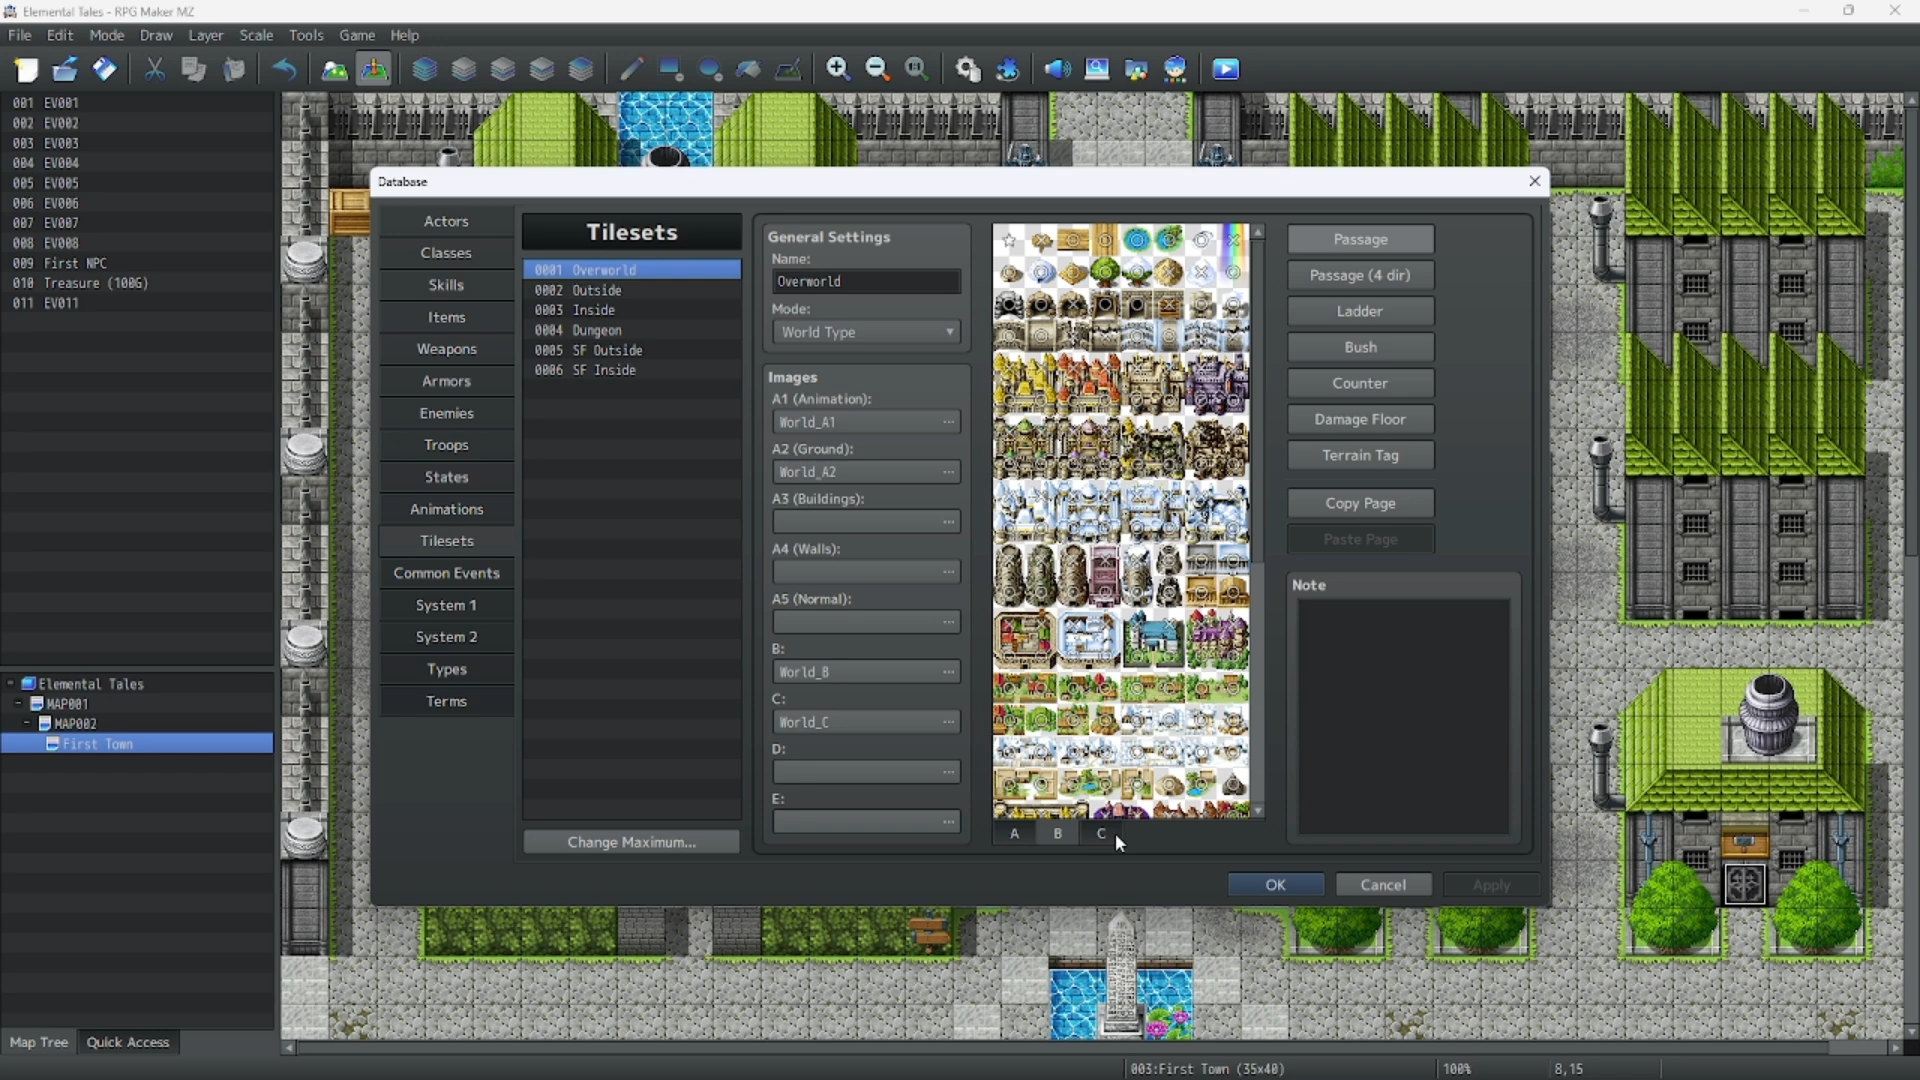 Elemental Tales - RPG Maker MZ
File Edit Mode Draw Layer Scale Tools Game Help
001 EV001
002 EV002
003 EV003
004 EV004
005 EV005
006 EV006
007 EV007
008 EV008
009 First NPC
010 Treasure (100G)
011 EV011
Elemental Tales
MAP001
MAP002
First Town
Map Tree
Quick Access
Database
Actors
Classes
Skills
Items
Weapons
Armors
Enemies
Troops
States
Animations
Tilesets
Common Events
System 1
System 2
Types
Terms
Tilesets
0001 Overworld
0002 Outside
0003 Inside
0004 Dungeon
0005 SF Outside
0006 SF Inside
Change Maximum...
General Settings
Name:
Overworld
Mode:
World Type
Images
A1 (Animation):
World_A1 ...
A2 (Ground):
World_A2 ...
A3 (Buildings):
...
A4 (Walls):
...
A5 (Normal):
...
B:
World_B ...
C:
World_C ...
D:
...
E:
...
A B C
Passage
Passage (4 dir)
Ladder
Bush
Counter
Damage Floor
Terrain Tag
Copy Page
Paste Page
Note
OK
Cancel
Apply
003:First Town (35x40)
100%
8,15